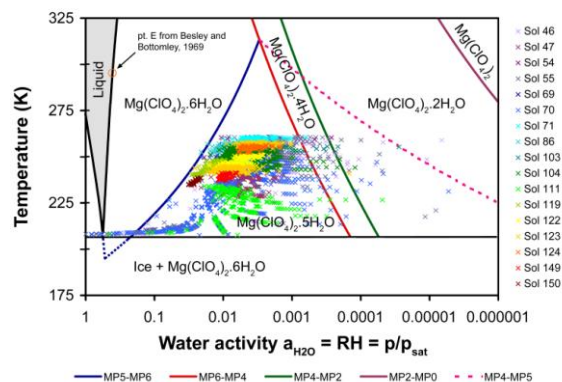 325
275
225
175
Temperature (K)
Liquid
pt. E from Besley and
Bottomley, 1969
Mg(ClO₄)₂.6H₂O
Mg(ClO₄)₂.4H₂O
Mg(ClO₄)₂
Mg(ClO₄)₂.2H₂O
Mg(ClO₄)₂.5H₂O
Ice + Mg(ClO₄)₂.6H₂O
1 0.1 0.01 0.001 0.0001 0.00001 0.000001
Water activity a_H2O = RH = p/p_sat
Sol 46
Sol 47
Sol 54
Sol 55
Sol 69
Sol 70
Sol 71
Sol 86
Sol 103
Sol 104
Sol 111
Sol 119
Sol 122
Sol 123
Sol 124
Sol 149
Sol 150
MP5-MP6 MP6-MP4 MP4-MP2 MP2-MP0 MP4-MP5